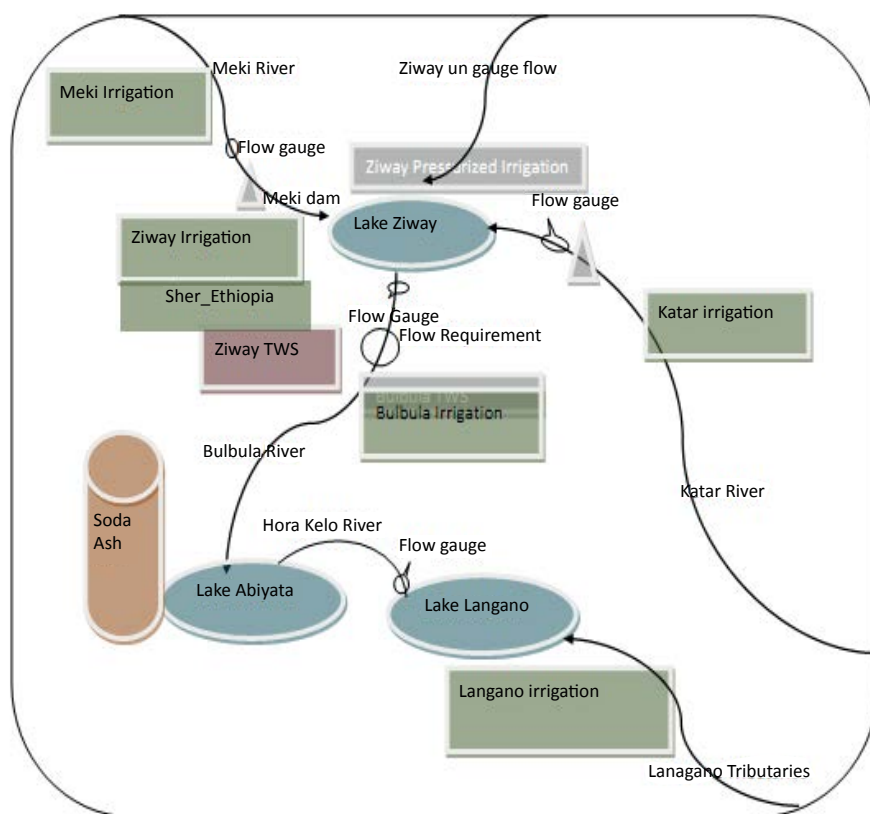 Meki River
Ziway un gauge flow
Meki Irrigation
Flow gauge
Ziway Pressurized Irrigation
Meki dam
Flow gauge
Lake Ziway
Ziway Irrigation
Sher_Ethiopia
Katar irrigation
Flow Gauge
Flow Requirement
Ziway TWS
Bulbula TWS
Bulbula Irrigation
Bulbula River
Katar River
Soda
Ash
Hora Kelo River
Flow gauge
Lake Abiyata
Lake Langano
Langano irrigation
Lanagano Tributaries